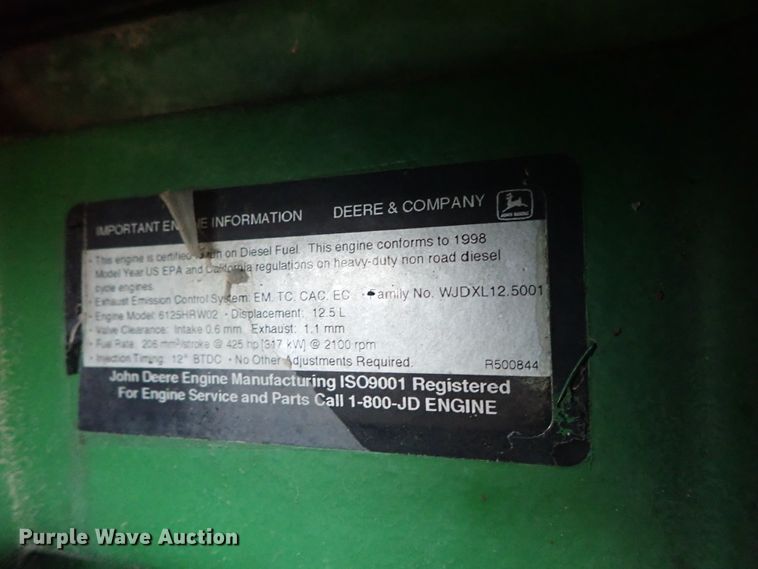 IMPORTANT ENGINE INFORMATION DEERE & COMPANY
JOHN DEERE
• This engine is certified to run on Diesel Fuel. This engine conforms to 1998
Model Year US EPA and California regulations on heavy-duty non road diesel
cycle engines.
Exhaust Emission Control System: EM, TC, CAC, EC • Family No. WJDXL12.5001
• Engine Model: 6125HRW02 • Displacement: 12.5 L
• Valve Clearance: Intake 0.6 mm Exhaust: 1.1 mm
• Fuel Rate: 206 mm³/stroke @ 425 hp [317 kW] @ 2100 rpm
• Injection Timing: 12° BTDC • No Other Adjustments Required. R500844
John Deere Engine Manufacturing ISO9001 Registered
For Engine Service and Parts Call 1-800-JD ENGINE
Purple Wave Auction®